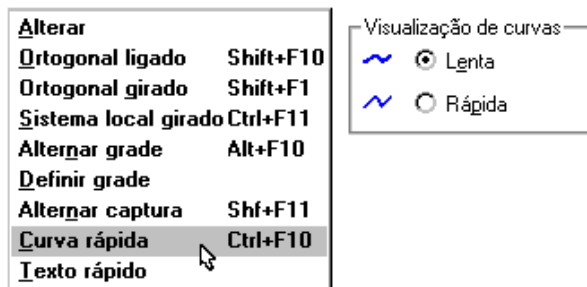 Alterar
Ortogonal ligado Shift+F10
Ortogonal girado Shift+F1
Sistema local girado Ctrl+F11
Alternar grade Alt+F10
Definir grade
Alternar captura Shf+F11
Curva rápida Ctrl+F10
Texto rápido
Visualização de curvas
Lenta
Rápida